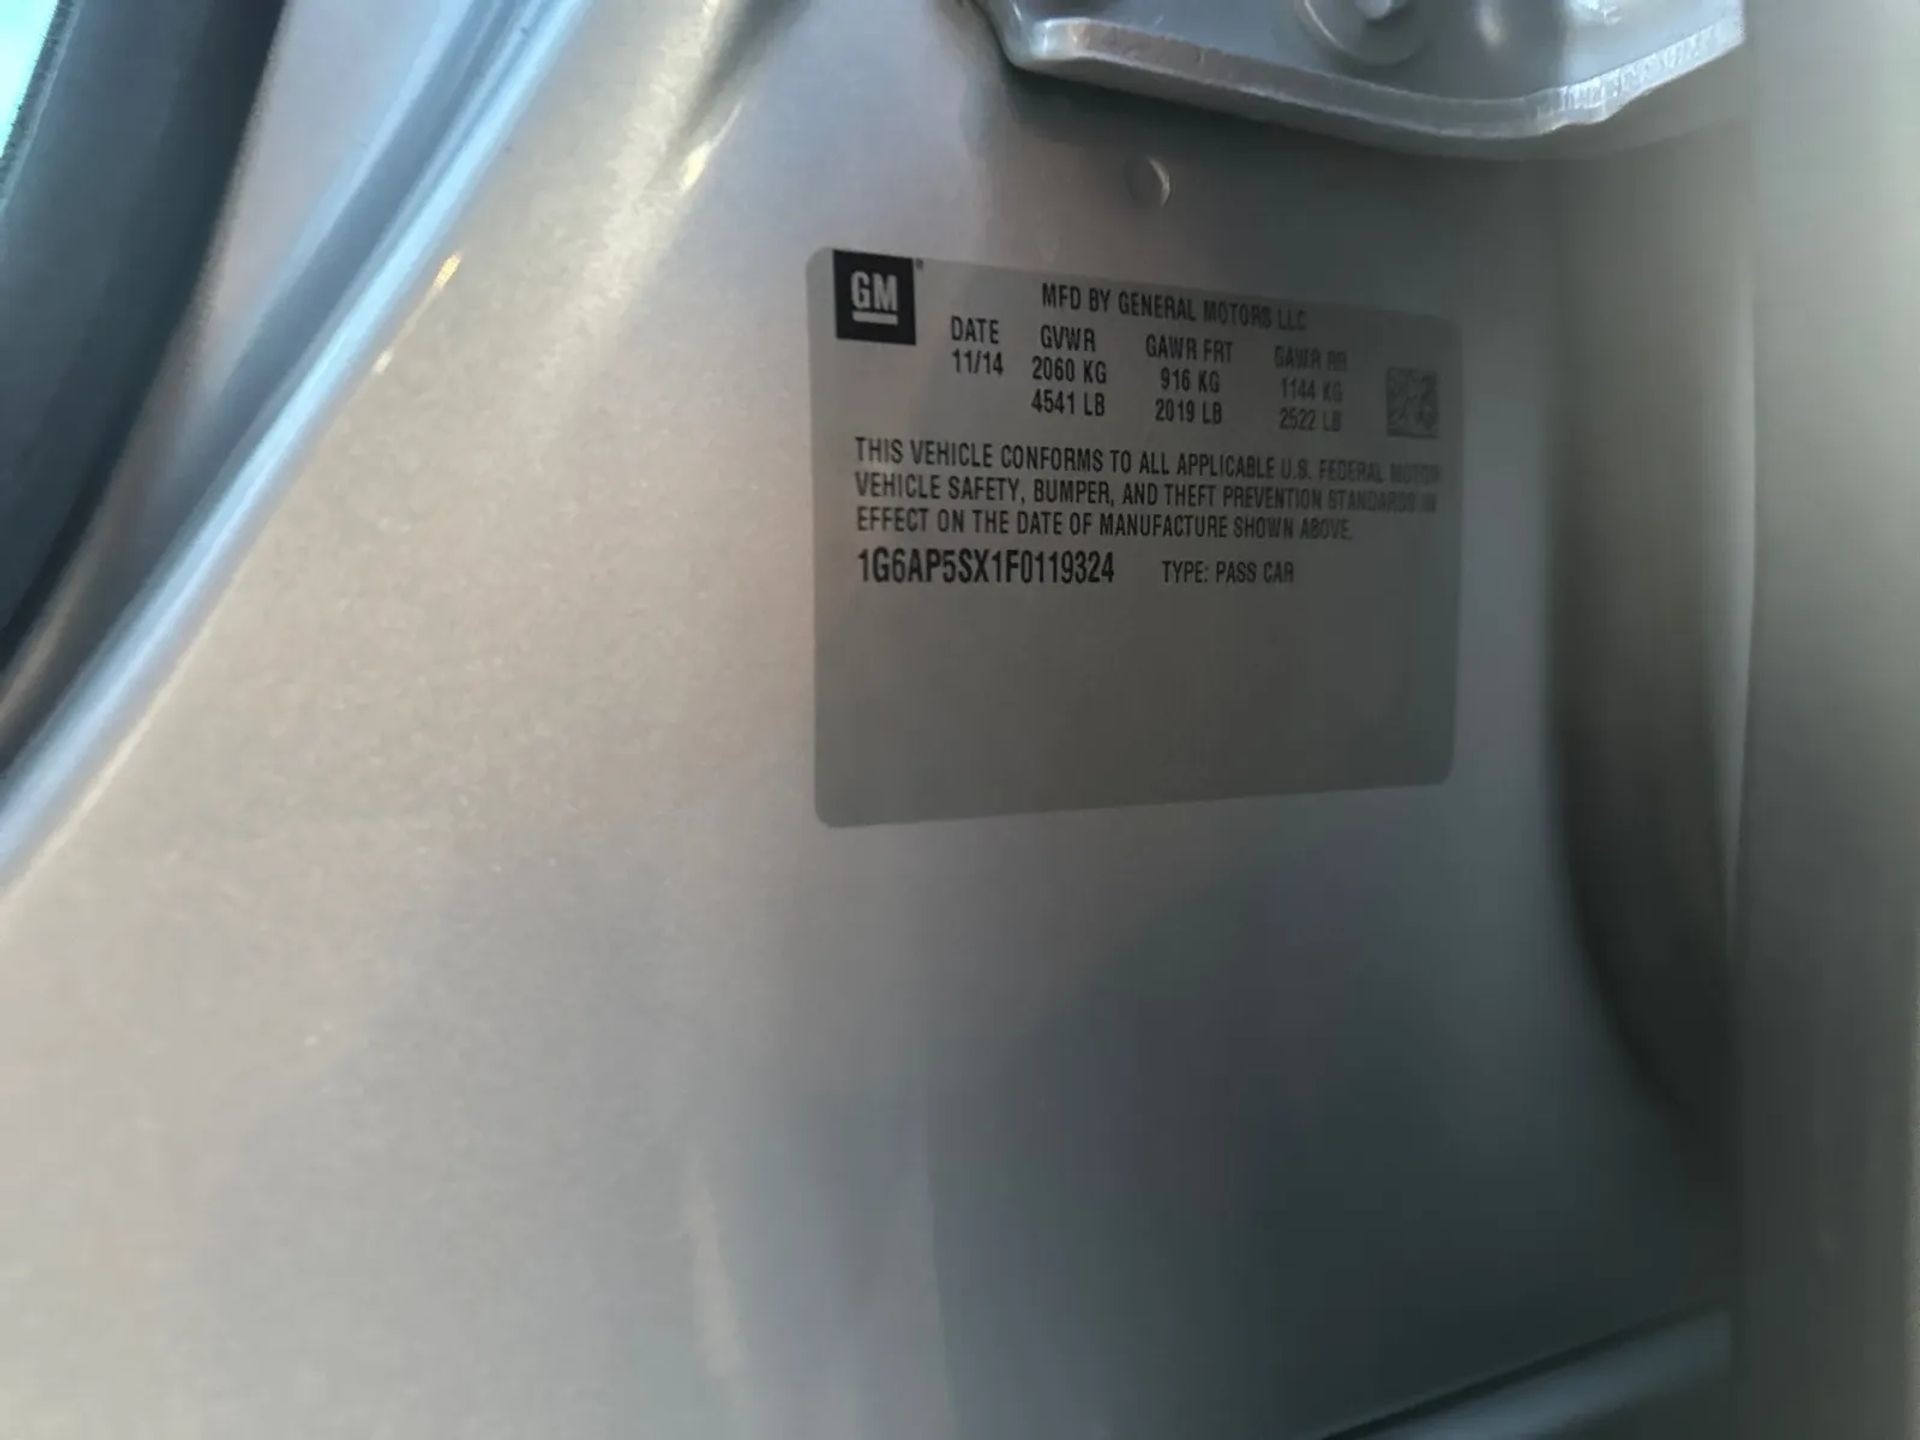 GM
MFD BY GENERAL MOTORS LLC
DATE GVWR GAWR FRT GAWR RR
11/14 2060 KG 916 KG 1144 KG
4541 LB 2019 LB 2522 LB
THIS VEHICLE CONFORMS TO ALL APPLICABLE U.S. FEDERAL MOTOR
VEHICLE SAFETY, BUMPER, AND THEFT PREVENTION STANDARDS IN
EFFECT ON THE DATE OF MANUFACTURE SHOWN ABOVE.
1G6AP5SX1F0119324 TYPE: PASS CAR